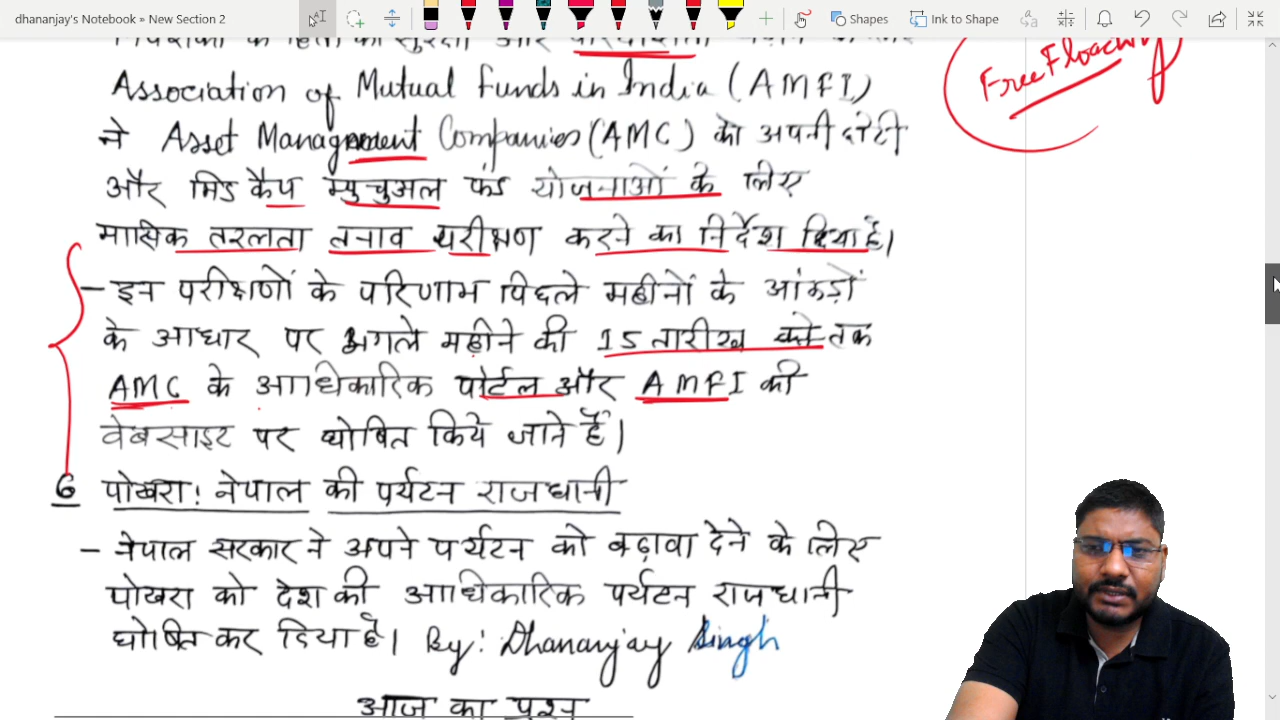 dhananjay's Notebook » New Section 2
Shapes
Ink to Shape
Free Floating
Association of Mutual Funds in India (AMFI)
ने Asset Management Companies (AMC) को अपनी इक्विटी
और मिड कैप म्युचुअल फंड योजनाओं के लिए
मासिक तरलता तनाव परीक्षण करने का निर्देश दिया है।
- इन परीक्षणों के परिणाम पिछले महीनों के आंकड़ों
के आधार पर अगले महीने की 15 तारीख को तक
AMC के आधिकारिक पोर्टल और AMFI की
वेबसाइट पर घोषित किये जाते हैं।
6 पोखरा! नेपाल की पर्यटन राजधानी
- नेपाल सरकार ने अपने पर्यटन को बढ़ावा देने के लिए
पोखरा को देश की आधिकारिक पर्यटन राजधानी
घोषित कर दिया है। By: Dhananjay Singh
आज का प्रश्न